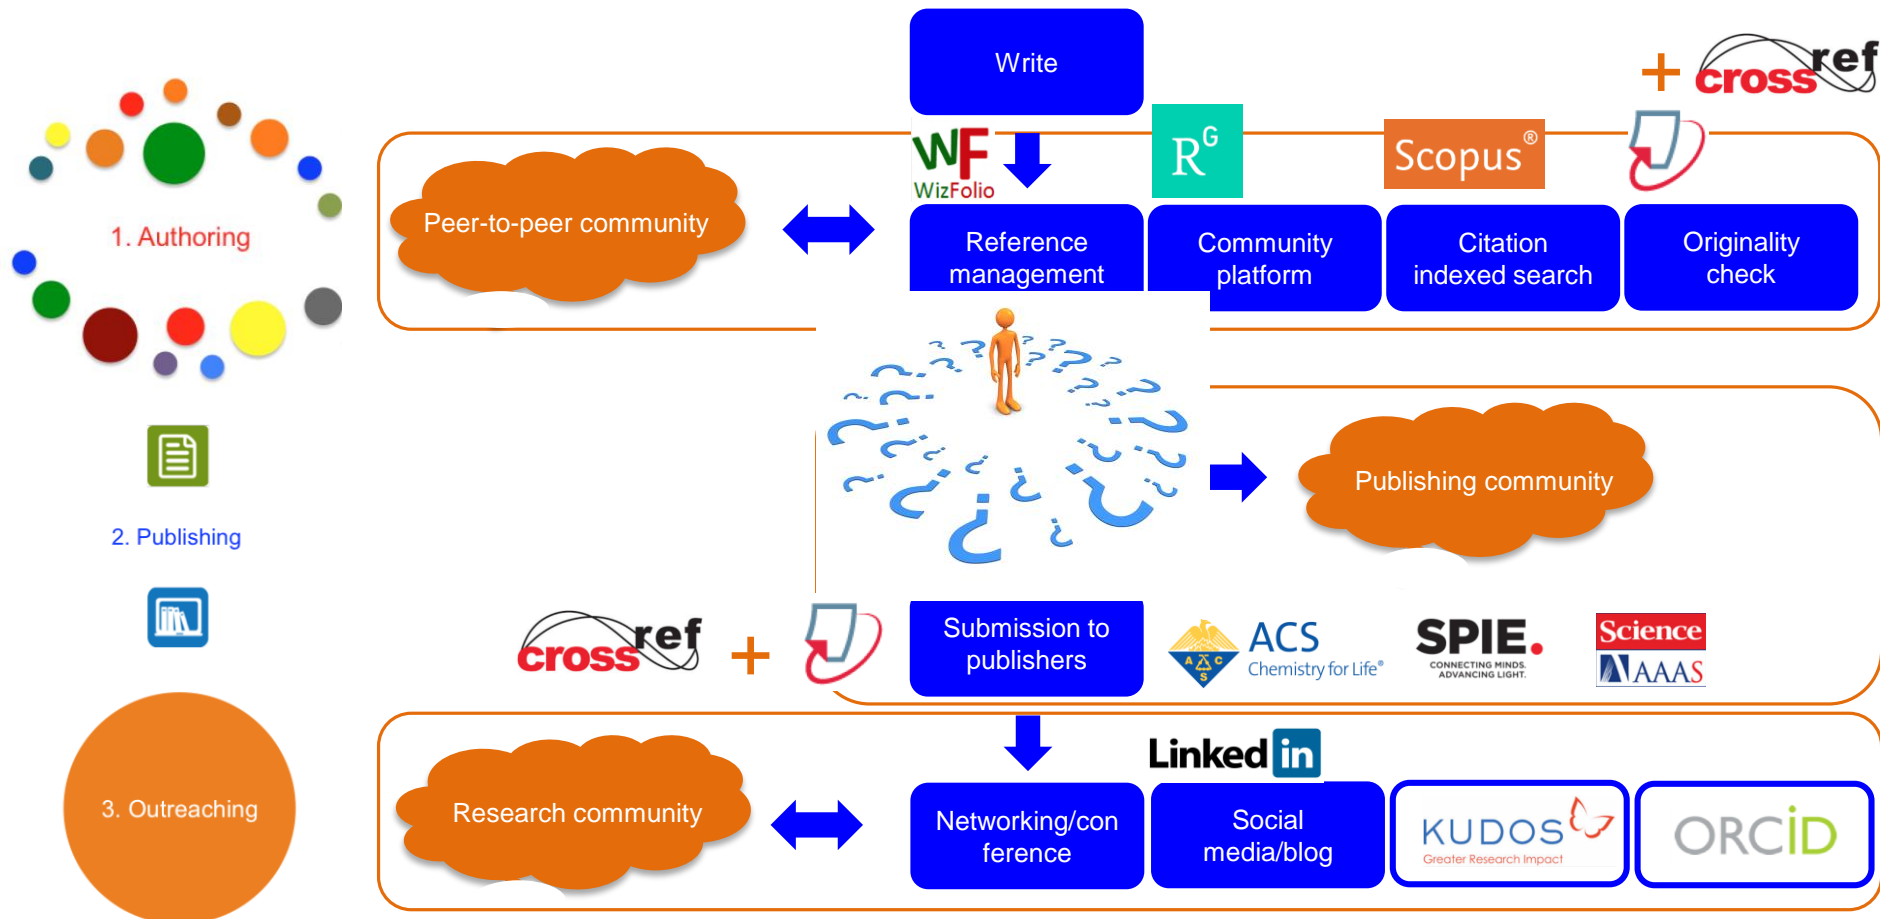 Write
+ crossref
WF
WizFolio
RG
Scopus®
1. Authoring
Peer-to-peer community
Reference
management
Community
platform
Citation
indexed search
Originality
check
? ? ? ? ? ? ? ? ? ? ? ? ? ? ? ? ? ? ? ? ? ? ? ? ? ? ? ? ?
Publishing community
2. Publishing
crossref +
Submission to
publishers
A C S
ACS
Chemistry for Life®
SPIE.
CONNECTING MINDS.
ADVANCING LIGHT.
Science
AAAS
3. Outreaching
Research community
Linked in
Networking/con
ference
Social
media/blog
KUDOS
Greater Research Impact
ORCID